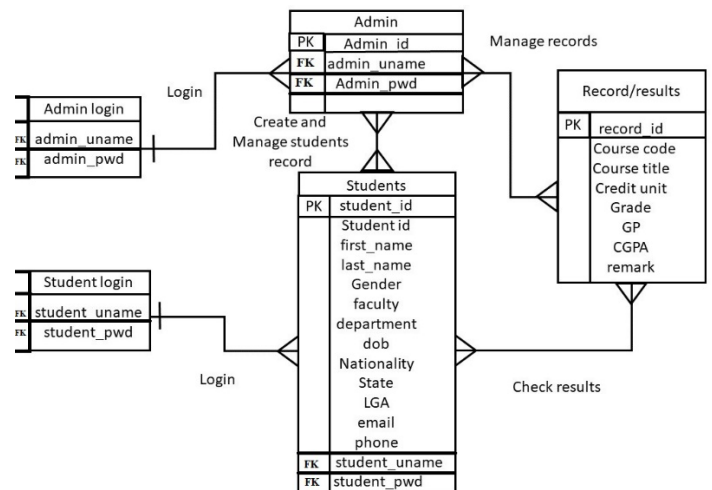 Admin
PK Admin_id
FK admin_uname
FK Admin_pwd
Login
Manage records
Admin login
FK admin_uname
FK admin_pwd
Create and
Manage students
record
Record/results
PK record_id
Course code
Course title
Credit unit
Grade
GP
CGPA
remark
Students
PK student_id
Student id
first_name
last_name
Gender
faculty
department
dob
Nationality
State
LGA
email
phone
FK student_uname
FK student_pwd
Student login
FK student_uname
FK student_pwd
Login
Check results